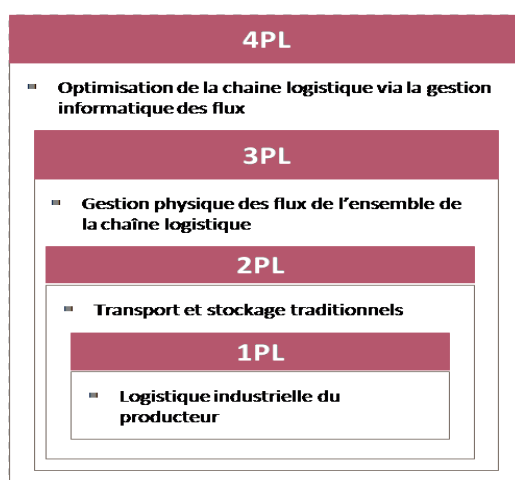 4PL
Optimisation de la chaine logistique via la gestion
informatique des flux
3PL
Gestion physique des flux de l’ensemble de
la chaîne logistique
2PL
Transport et stockage traditionnels
1PL
Logistique industrielle du
producteur